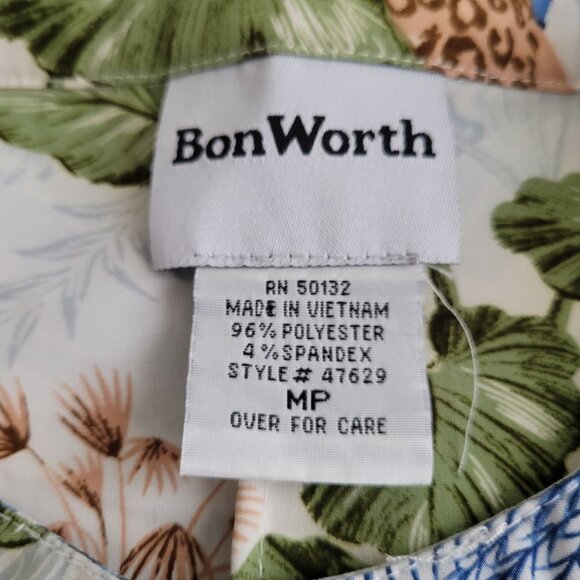 BonWorth
RN 50132
MADE IN VIETNAM
96% POLYESTER
4% SPANDEX
STYLE# 47629
MP
OVER FOR CARE